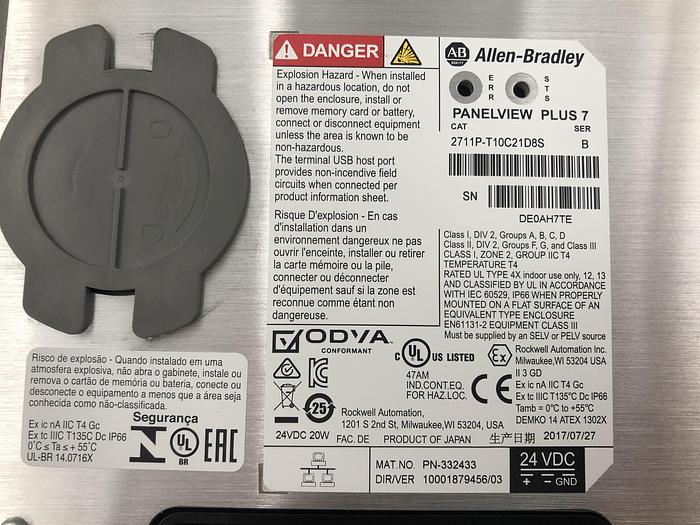 DANGER
Explosion Hazard - When installed
in a hazardous location, do not
open the enclosure, install or
remove memory card or battery,
connect or disconnect equipment
unless the area is known to be
non-hazardous.
The terminal USB host port
provides non-incendive field
circuits when connected per
product information sheet.
Risque D'explosion - En cas
d'installation dans un
environnement dangereux ne pas
ouvrir l'enceinte, installer ou retirer
la carte mémoire ou la pile,
connecter ou déconnecter
équipement sauf si la zone est
reconnue comme étant non
dangereuse.
AB Allen-Bradley
QUALITY
ERR
STS
PANELVIEW PLUS 7
CAT SER
2711P-T10C21D8S B
SN
DE0AH7TE
Class I, DIV 2, Groups A, B, C, D
Class II, DIV 2, Groups F, G, and Class III
CLASS I, ZONE 2, GROUP IIC T4
TEMPERATURE T4
RATED UL TYPE 4X indoor use only, 12, 13
AND CLASSIFIED BY UL IN ACCORDANCE
WITH IEC 60529, IP66 WHEN PROPERLY
MOUNTED ON A FLAT SURFACE OF AN
EQUIVALENT TYPE ENCLOSURE
EN61131-2 EQUIPMENT CLASS III
Must be supplied by an SELV or PELV source
ODVA
CONFORMANT
C UL US LISTED
47AM
IND.CONT.EQ.
FOR HAZ.LOC.
CE
Ex
Rockwell Automation Inc.
Milwaukee,WI 53204 USA
II 3 GD
Ex ic nA IIC T4 Gc
Ex tc IIIC T135°C Dc IP66
Tamb = 0°C to +55°C
DEMKO 14 ATEX 1302X
25
24VDC 20W
Rockwell Automation,
1201 S 2nd St, Milwaukee,WI 53204, USA
FAC. DE PRODUCT OF JAPAN 生产日期 2017/07/27
MAT.NO. PN-332433
DIR/VER 10001879456/03
24 VDC
+ - GND
Risco de explosão - Quando instalado em uma
atmosfera explosiva, não abra o gabinete, instale ou
remova o cartão de memória ou bateria, conecte ou
desconecte o equipamento a menos que a área seja
conhecida como não-classificada.
Segurança
Ex ic nA IIC T4 Gc
Ex tc IIIC T135C Dc IP66
0˚C ≤ Ta ≤ + 55˚C
UL-BR 14.0716X
UL
BR
EAC